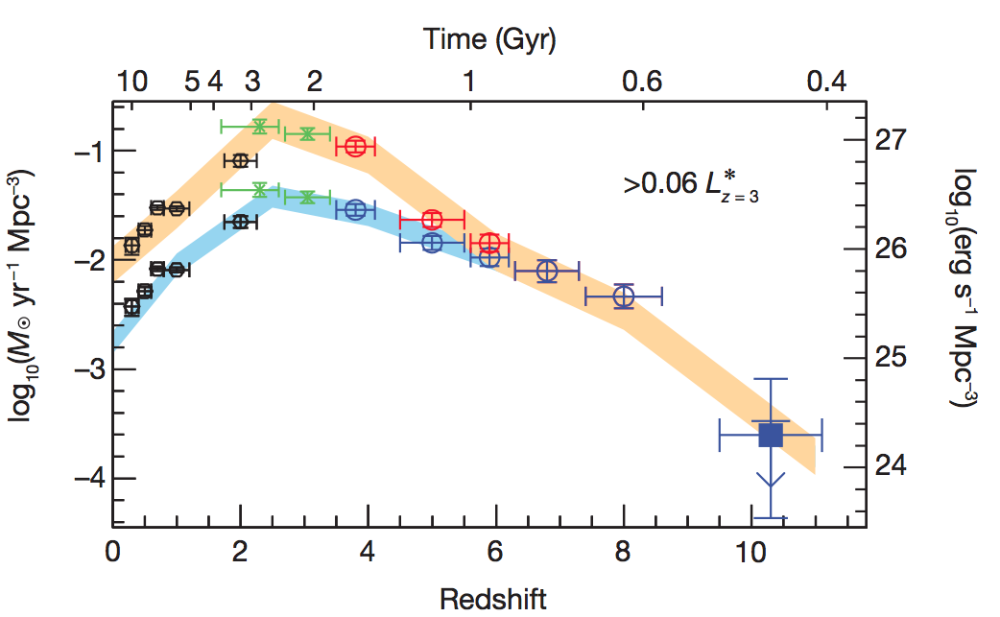 Time (Gyr)
10 5 4 3 2 1 0.6 0.4
−1
−2
−3
−4
log₁₀(M☉ yr⁻¹ Mpc⁻³)
>0.06 L*z = 3
27
26
25
24
log₁₀(erg s⁻¹ Mpc⁻³)
0 2 4 6 8 10
Redshift